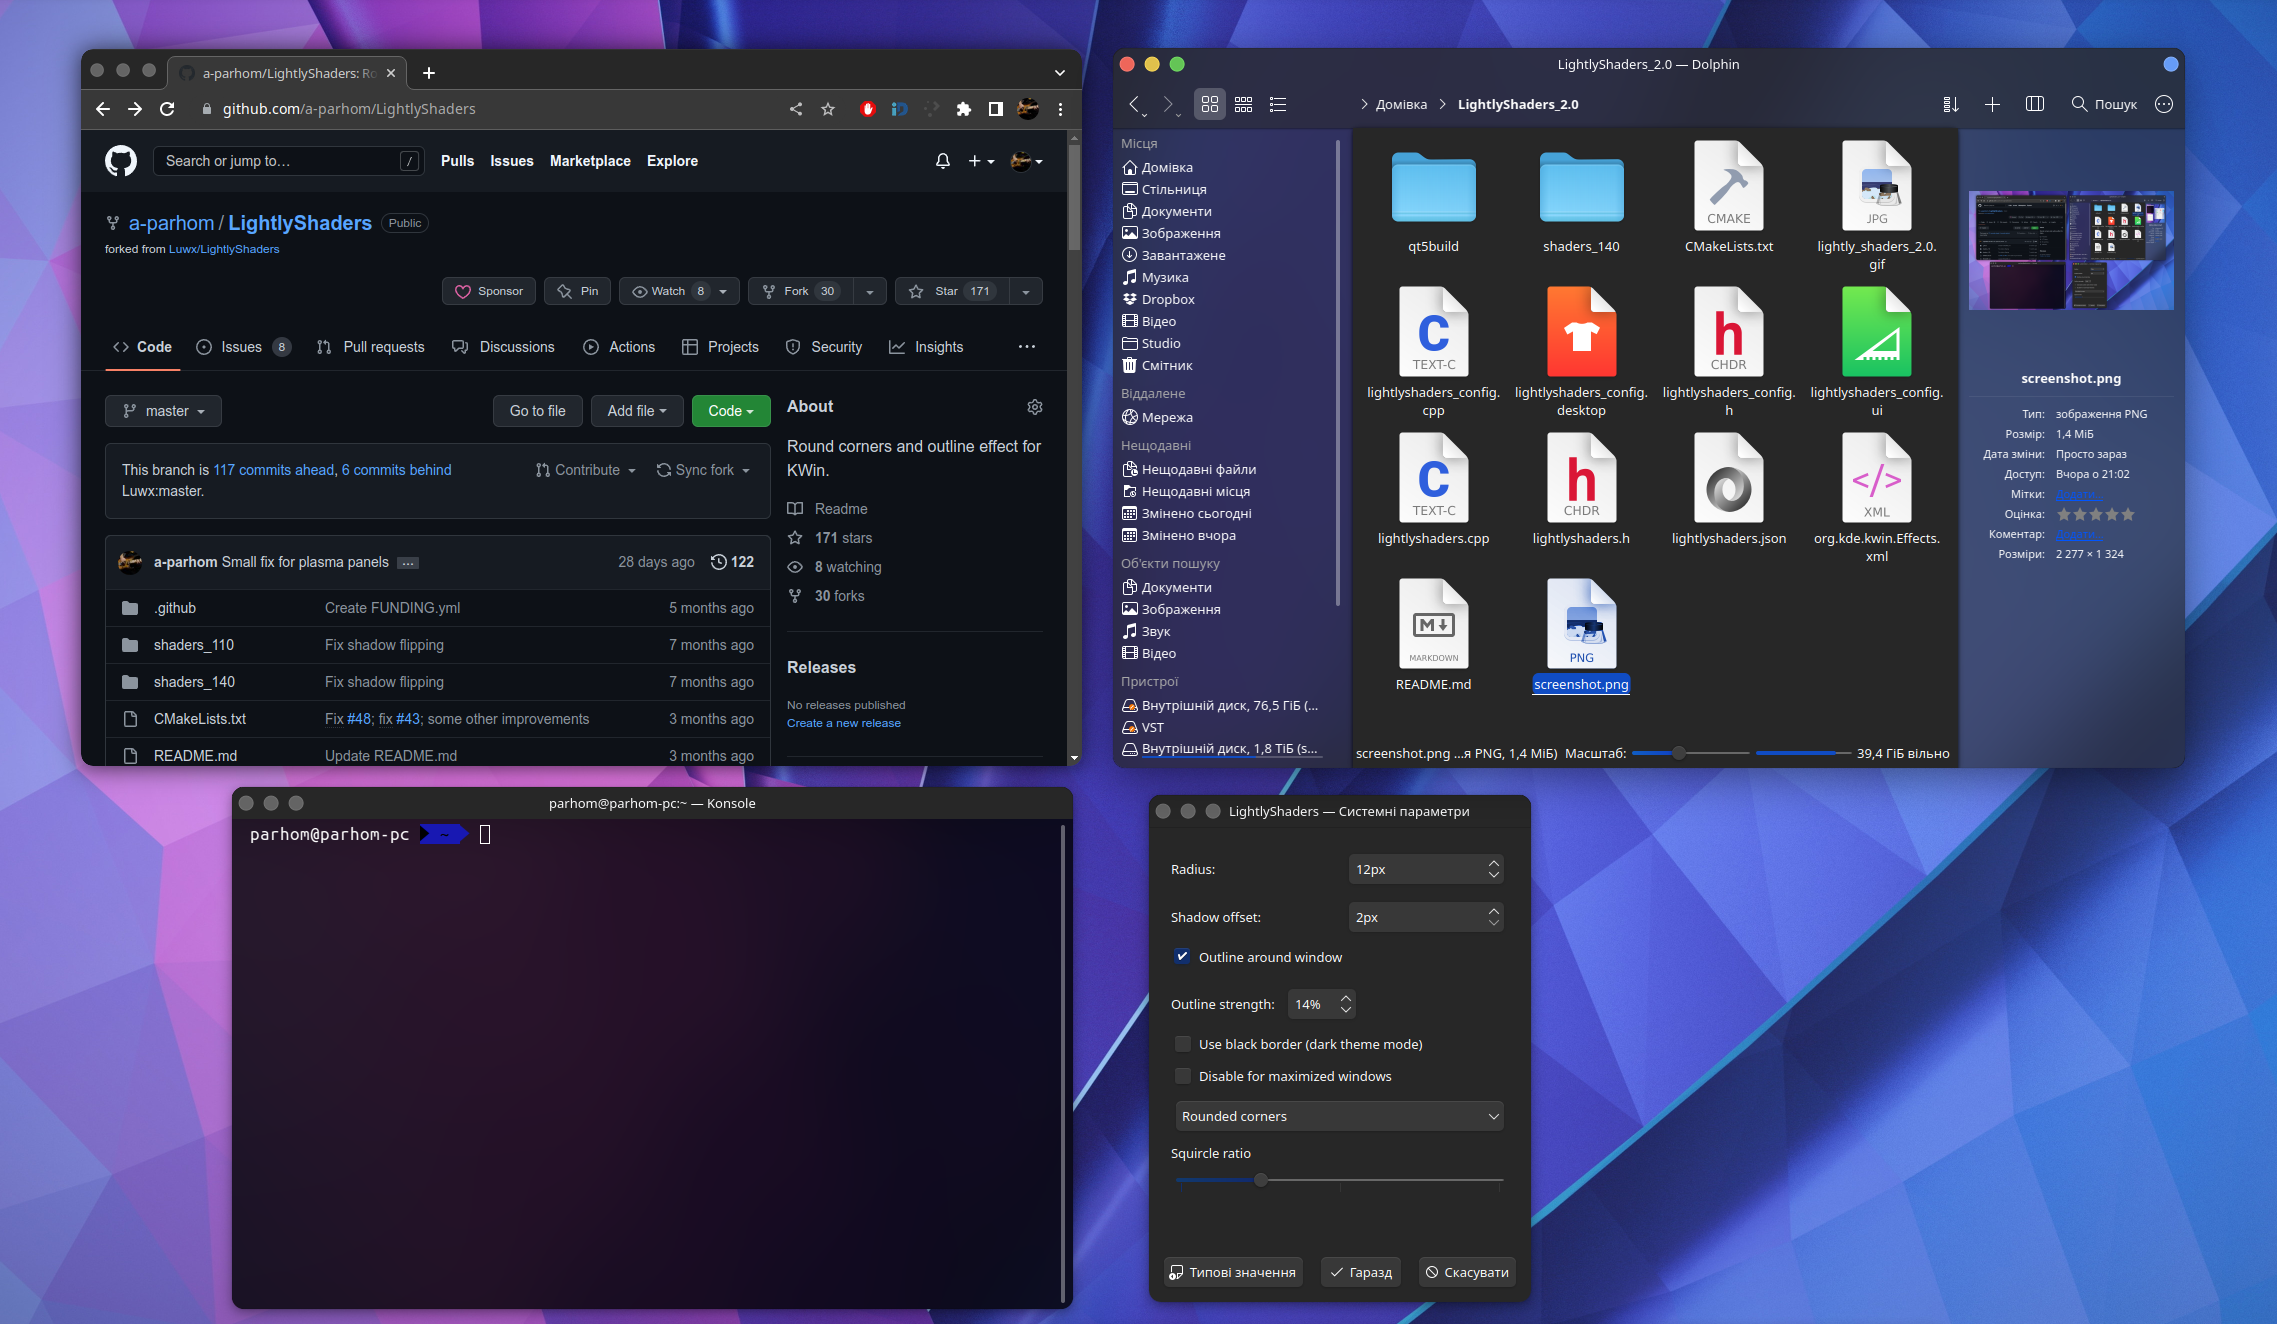 a-parhom/LightlyShaders: Ro
github.com/a-parhom/LightlyShaders
Search or jump to...
/
Pulls
Issues
Marketplace
Explore
a-parhom / LightlyShaders
Public
forked from Luwx/LightlyShaders
Sponsor
Pin
Watch 8
Fork 30
Star 171
Code
Issues 8
Pull requests
Discussions
Actions
Projects
Security
Insights
master
Go to file
Add file
Code
This branch is 117 commits ahead, 6 commits behind
Luwx:master.
Contribute
Sync fork
a-parhom Small fix for plasma panels ...
28 days ago
122
.github Create FUNDING.yml 5 months ago
shaders_110 Fix shadow flipping 7 months ago
shaders_140 Fix shadow flipping 7 months ago
CMakeLists.txt Fix #48; fix #43; some other improvements 3 months ago
README.md Update README.md 3 months ago
About
Round corners and outline effect for
KWin.
Readme
171 stars
8 watching
30 forks
Releases
No releases published
Create a new release
LightlyShaders_2.0 — Dolphin
Домівка
LightlyShaders_2.0
Пошук
Місця
Домівка
Стільниця
Документи
Зображення
Завантажене
Музика
Dropbox
Відео
Studio
Смітник
Віддалене
Мережа
Нещодавні
Нещодавні файли
Нещодавні місця
Змінено сьогодні
Змінено вчора
Об'єкти пошуку
Документи
Зображення
Звук
Відео
Пристрої
Внутрішній диск, 76,5 ГіБ (...
VST
Внутрішній диск, 1,8 ТіБ (s...
qt5build
shaders_140
CMAKE
CMakeLists.txt
JPG
lightly_shaders_2.0.
gif
C
TEXT-C
lightlyshaders_config.
cpp
lightlyshaders_config.
desktop
h
CHDR
lightlyshaders_config.
h
lightlyshaders_config.
ui
C
TEXT-C
lightlyshaders.cpp
h
CHDR
lightlyshaders.h
lightlyshaders.json
</>
XML
org.kde.kwin.Effects.
xml
M
MARKDOWN
README.md
PNG
screenshot.png
screenshot.png ...я PNG, 1,4 МіБ)
Масштаб:
39,4 ГіБ вільно
screenshot.png
Тип: зображення PNG
Розмір: 1,4 МіБ
Дата зміни: Просто зараз
Доступ: Вчора о 21:02
Мітки:
Оцінка:
Коментар:
Розміри: 2 277 × 1 324
parhom@parhom-pc:~ — Konsole
parhom@parhom-pc ~
LightlyShaders — Системні параметри
Radius: 12px
Shadow offset: 2px
Outline around window
Outline strength: 14%
Use black border (dark theme mode)
Disable for maximized windows
Rounded corners
Squircle ratio
Типові значення
Гаразд
Скасувати